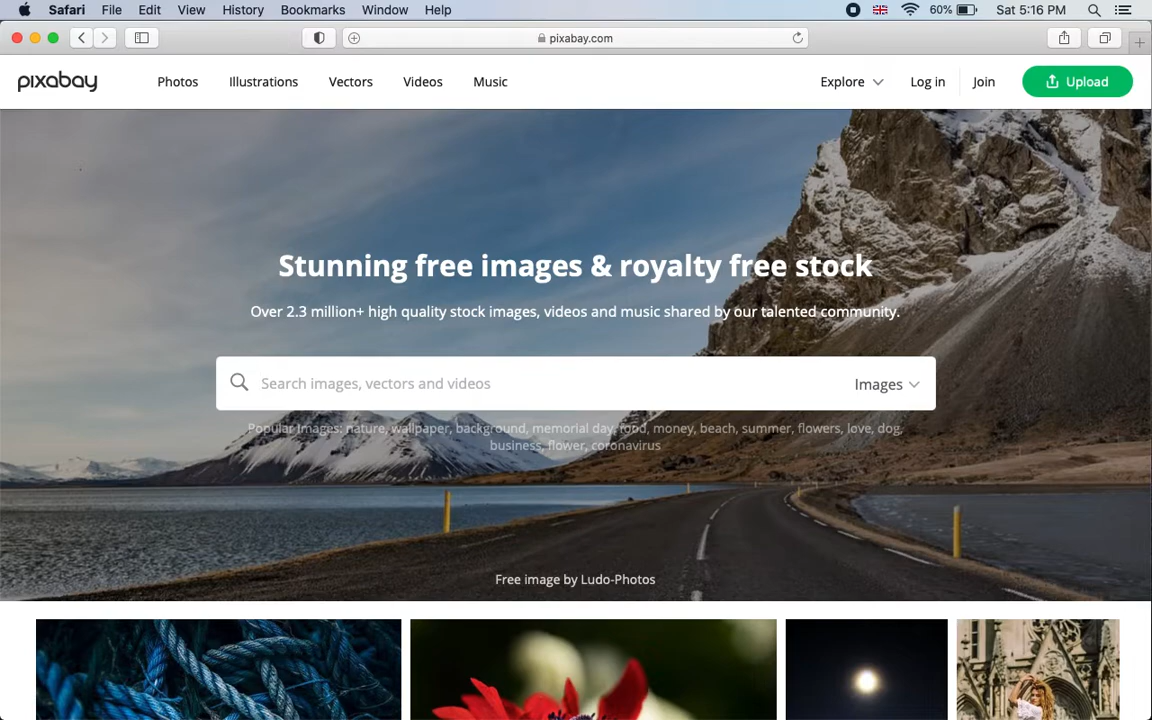 Safari File Edit View History Bookmarks Window Help 60% Sat 5:16 PM
pixabay.com
pixabay Photos Illustrations Vectors Videos Music Explore Log in Join Upload
Stunning free images & royalty free stock
Over 2.3 million+ high quality stock images, videos and music shared by our talented community.
Search images, vectors and videos Images
Popular Images: nature, wallpaper, background, memorial day, food, money, beach, summer, flowers, love, dog,
business, flower, coronavirus
Free image by Ludo-Photos